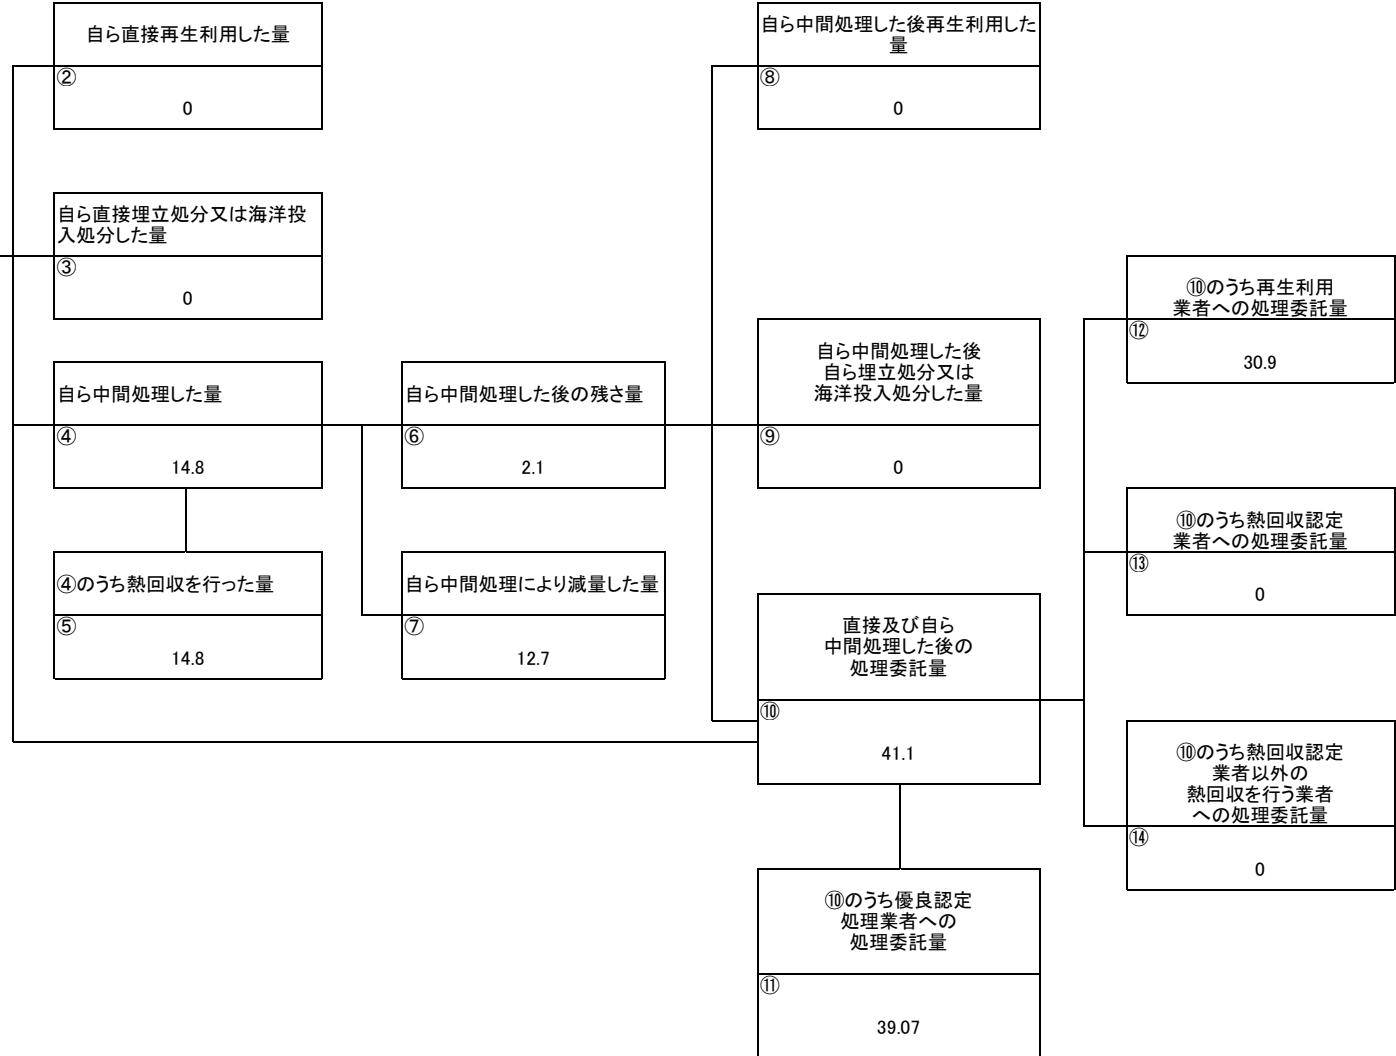 自ら直接再生利用した量
②
0
自ら直接埋立処分又は海洋投
入処分した量
③
0
自ら中間処理した量
④
14.8
④のうち熱回収を行った量
⑤
14.8
自ら中間処理した後の残さ量
⑥
2.1
自ら中間処理により減量した量
⑦
12.7
自ら中間処理した後再生利用した
量
⑧
0
自ら中間処理した後
自ら埋立処分又は
海洋投入処分した量
⑨
0
直接及び自ら
中間処理した後の
処理委託量
⑩
41.1
⑩のうち優良認定
処理業者への
処理委託量
⑪
39.07
⑩のうち再生利用
業者への処理委託量
⑫
30.9
⑩のうち熱回収認定
業者への処理委託量
⑬
0
⑩のうち熱回収認定
業者以外の
熱回収を行う業者
への処理委託量
⑭
0